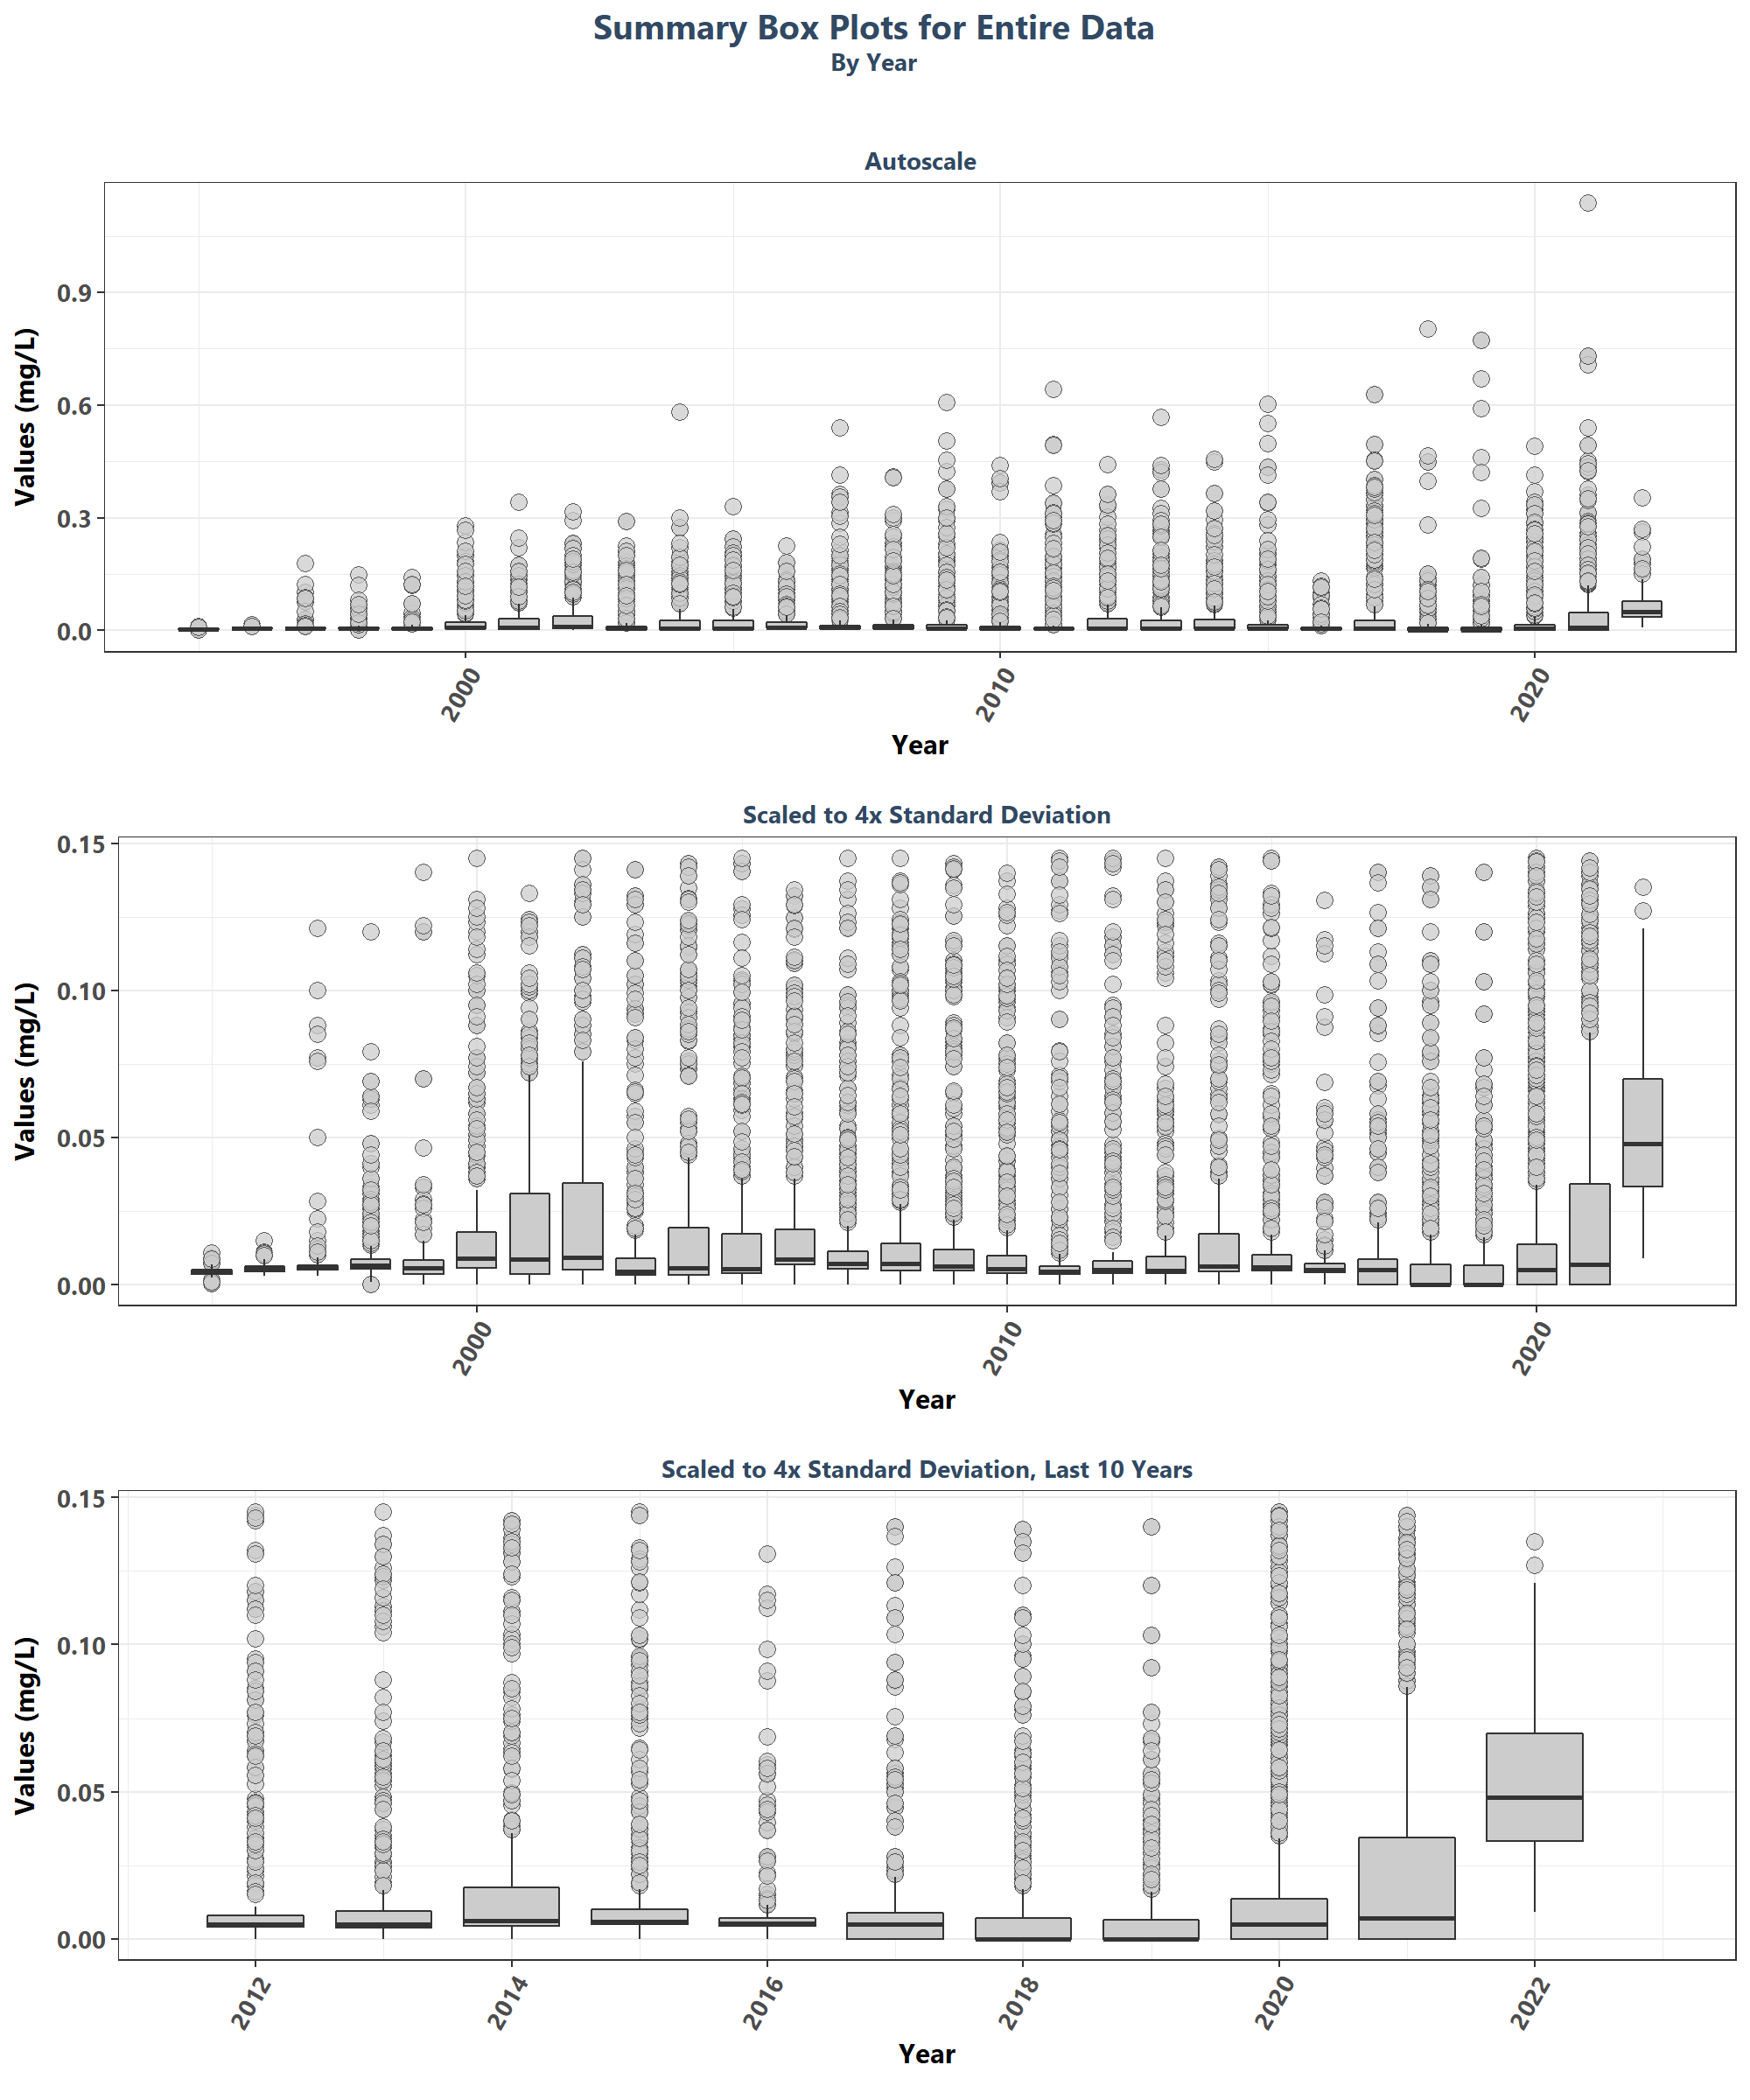 Summary Box Plots for Entire Data
By Year
Autoscale
Values (mg/L)
0.9
0.6
0.3
0.0
2000
2010
2020
Year
Scaled to 4x Standard Deviation
Values (mg/L)
0.15
0.10
0.05
0.00
2000
2010
2020
Year
Scaled to 4x Standard Deviation, Last 10 Years
Values (mg/L)
0.15
0.10
0.05
0.00
2012
2014
2016
2018
2020
2022
Year